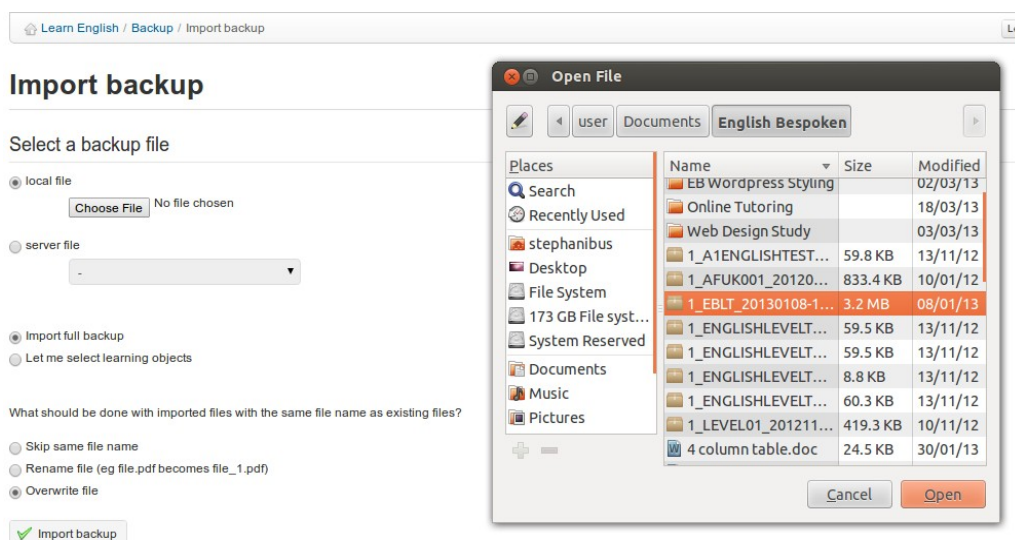 Learn English / Backup / Import backup
Import backup
Select a backup file
local file
Choose File No file chosen
server file
-
Import full backup
Let me select learning objects
What should be done with imported files with the same file name as existing files?
Skip same file name
Rename file (eg file.pdf becomes file_1.pdf)
Overwrite file
Import backup
Open File
user Documents English Bespoken
Places
Search
Recently Used
stephanibus
Desktop
File System
173 GB File syst...
System Reserved
Documents
Music
Pictures
Name Size Modified
EB Wordpress Styling 02/03/13
Online Tutoring 18/03/13
Web Design Study 03/03/13
1_A1ENGLISHTEST... 59.8 KB 13/11/12
1_AFUK001_20120... 833.4 KB 10/01/12
1_EBLT_20130108-1... 3.2 MB 08/01/13
1_ENGLISHLEVELT... 59.5 KB 13/11/12
1_ENGLISHLEVELT... 59.5 KB 13/11/12
1_ENGLISHLEVELT... 8.8 KB 13/11/12
1_ENGLISHLEVELT... 60.3 KB 13/11/12
1_LEVEL01_201211... 419.3 KB 10/11/12
4 column table.doc 24.5 KB 30/01/13
Cancel Open